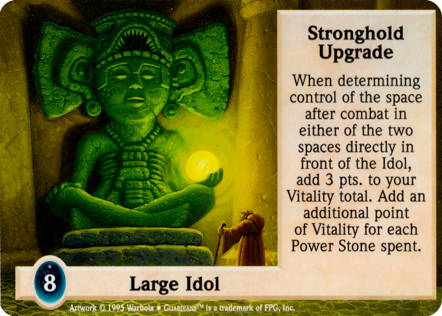 Stronghold
Upgrade
When determining
control of the space
after combat in
either of the two
spaces directly in
front of the Idol,
add 3 pts. to your
Vitality total. Add an
additional point
of Vitality for each
Power Stone spent.
8
Large Idol
Artwork © 1995 Warhola • GUARDIANS™ is a trademark of FPG, Inc.